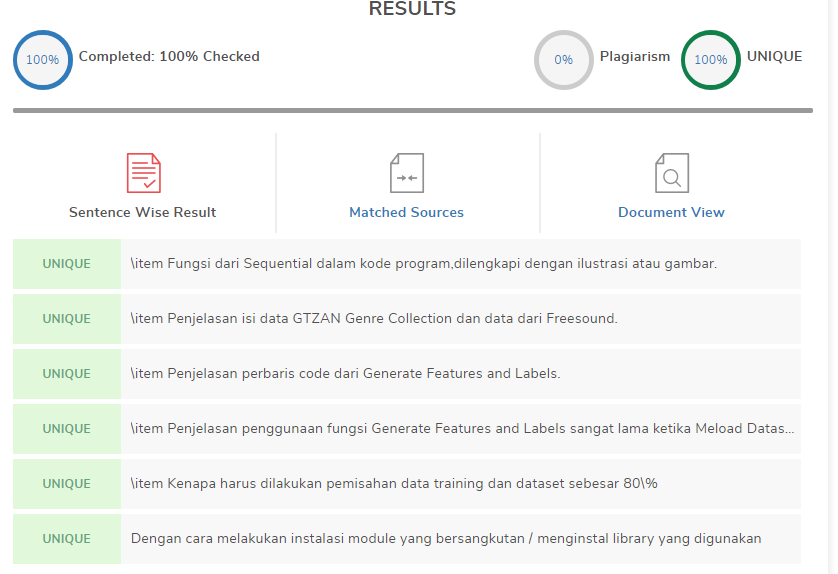 RESULTS
100% Completed: 100% Checked 0% Plagiarism 100% UNIQUE
Sentence Wise Result Matched Sources Document View
UNIQUE \item Fungsi dari Sequential dalam kode program,dilengkapi dengan ilustrasi atau gambar.
UNIQUE \item Penjelasan isi data GTZAN Genre Collection dan data dari Freesound.
UNIQUE \item Penjelasan perbaris code dari Generate Features and Labels.
UNIQUE \item Penjelasan penggunaan fungsi Generate Features and Labels sangat lama ketika Meload Datas...
UNIQUE \item Kenapa harus dilakukan pemisahan data training dan dataset sebesar 80\%
UNIQUE Dengan cara melakukan instalasi module yang bersangkutan / menginstal library yang digunakan